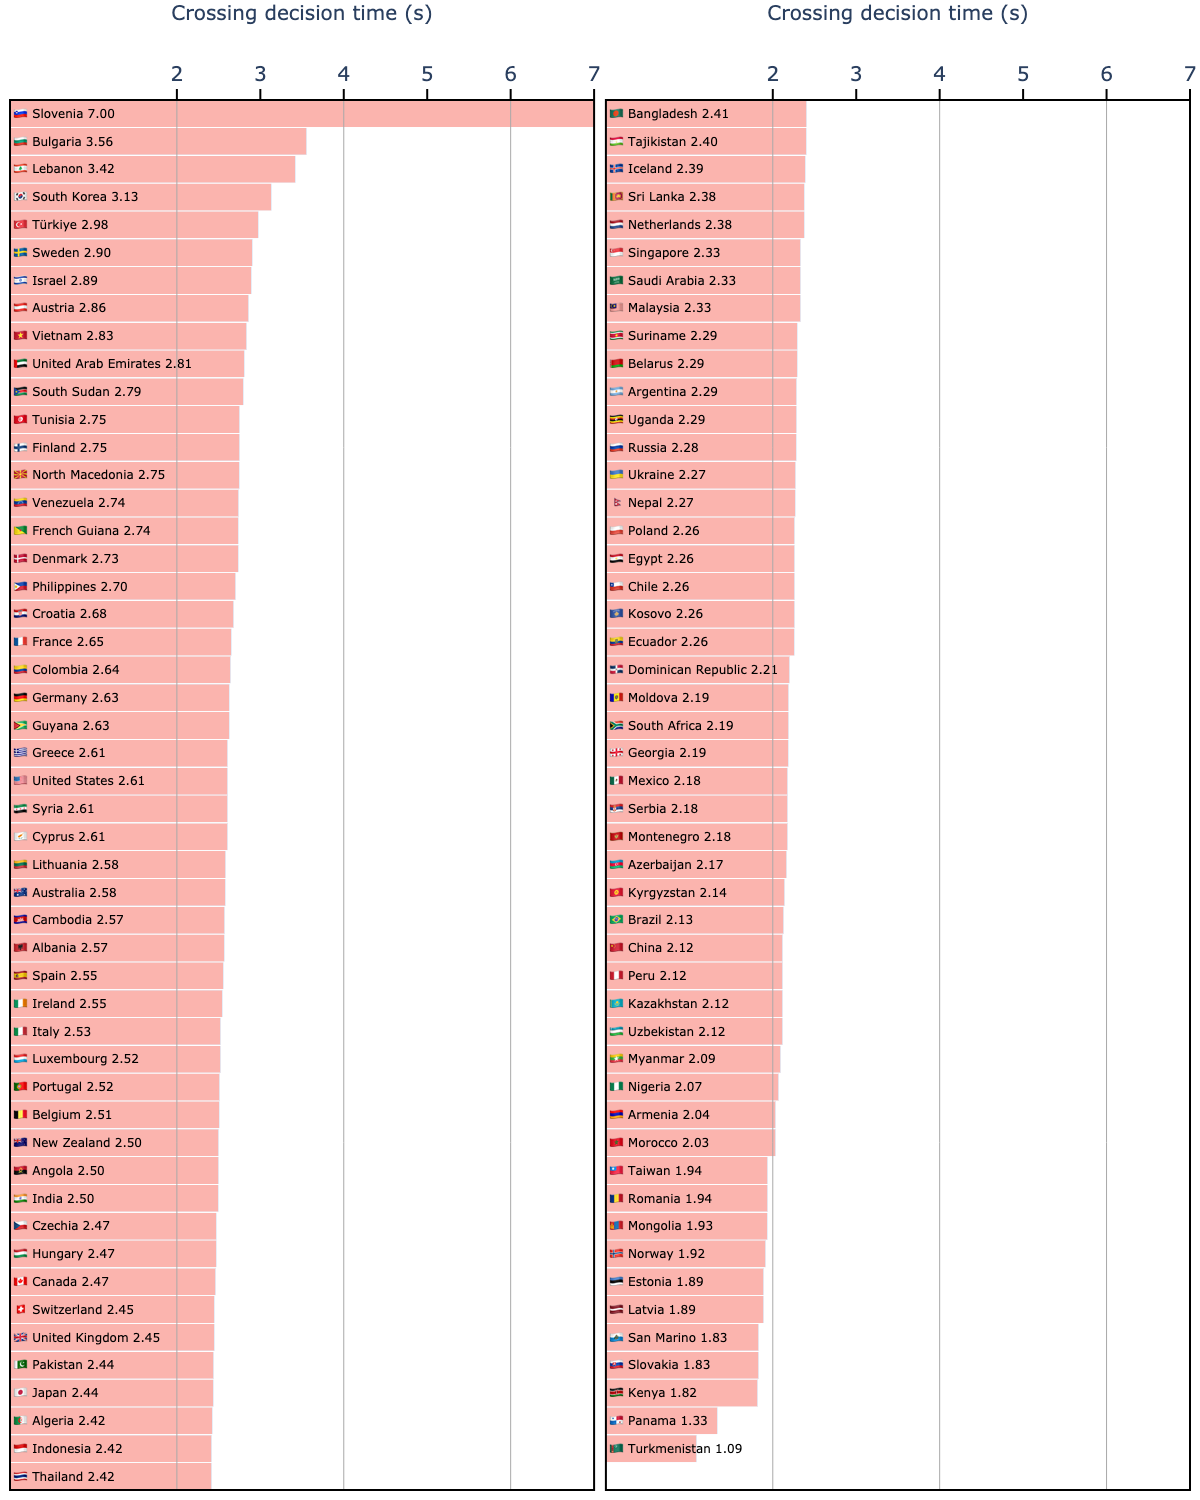 Crossing decision time (s)
2 3 4 5 6 7
Slovenia 7.00
Bulgaria 3.56
Lebanon 3.42
South Korea 3.13
Türkiye 2.98
Sweden 2.90
Israel 2.89
Austria 2.86
Vietnam 2.83
United Arab Emirates 2.81
South Sudan 2.79
Tunisia 2.75
Finland 2.75
North Macedonia 2.75
Venezuela 2.74
French Guiana 2.74
Denmark 2.73
Philippines 2.70
Croatia 2.68
France 2.65
Colombia 2.64
Germany 2.63
Guyana 2.63
Greece 2.61
United States 2.61
Syria 2.61
Cyprus 2.61
Lithuania 2.58
Australia 2.58
Cambodia 2.57
Albania 2.57
Spain 2.55
Ireland 2.55
Italy 2.53
Luxembourg 2.52
Portugal 2.52
Belgium 2.51
New Zealand 2.50
Angola 2.50
India 2.50
Czechia 2.47
Hungary 2.47
Canada 2.47
Switzerland 2.45
United Kingdom 2.45
Pakistan 2.44
Japan 2.44
Algeria 2.42
Indonesia 2.42
Thailand 2.42
Crossing decision time (s)
2 3 4 5 6 7
Bangladesh 2.41
Tajikistan 2.40
Iceland 2.39
Sri Lanka 2.38
Netherlands 2.38
Singapore 2.33
Saudi Arabia 2.33
Malaysia 2.33
Suriname 2.29
Belarus 2.29
Argentina 2.29
Uganda 2.29
Russia 2.28
Ukraine 2.27
Nepal 2.27
Poland 2.26
Egypt 2.26
Chile 2.26
Kosovo 2.26
Ecuador 2.26
Dominican Republic 2.21
Moldova 2.19
South Africa 2.19
Georgia 2.19
Mexico 2.18
Serbia 2.18
Montenegro 2.18
Azerbaijan 2.17
Kyrgyzstan 2.14
Brazil 2.13
China 2.12
Peru 2.12
Kazakhstan 2.12
Uzbekistan 2.12
Myanmar 2.09
Nigeria 2.07
Armenia 2.04
Morocco 2.03
Taiwan 1.94
Romania 1.94
Mongolia 1.93
Norway 1.92
Estonia 1.89
Latvia 1.89
San Marino 1.83
Slovakia 1.83
Kenya 1.82
Panama 1.33
Turkmenistan 1.09